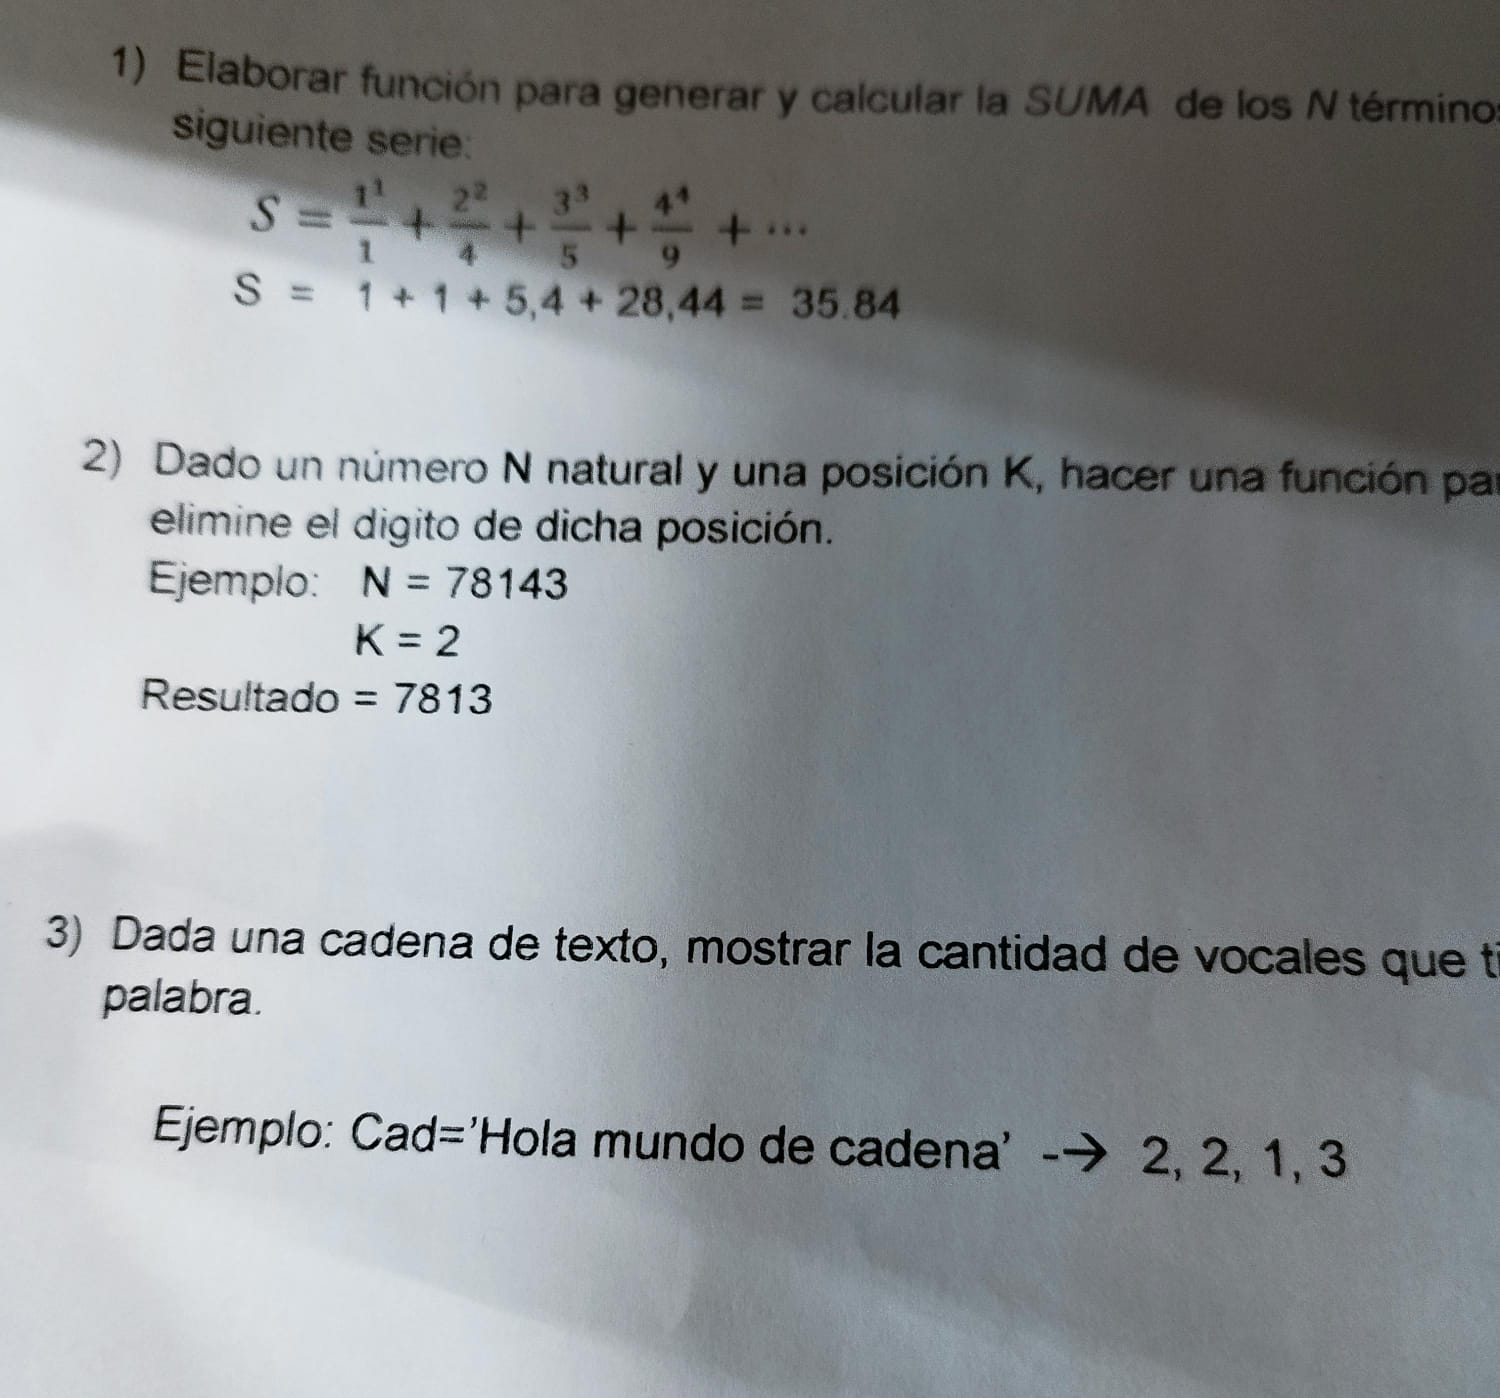 1) Elaborar función para generar y calcular la SUMA de los N término
siguiente serie:
S = 1¹/1 + 2²/4 + 3³/5 + 4⁴/9 + ...
S = 1 + 1 + 5,4 + 28,44 = 35.84
2) Dado un número N natural y una posición K, hacer una función
elimine el digito de dicha posición.
Ejemplo: N = 78143
K = 2
Resultado = 7813
3) Dada una cadena de texto, mostrar la cantidad de vocales que
palabra.
Ejemplo: Cad='Hola mundo de cadena' -→ 2, 2, 1, 3